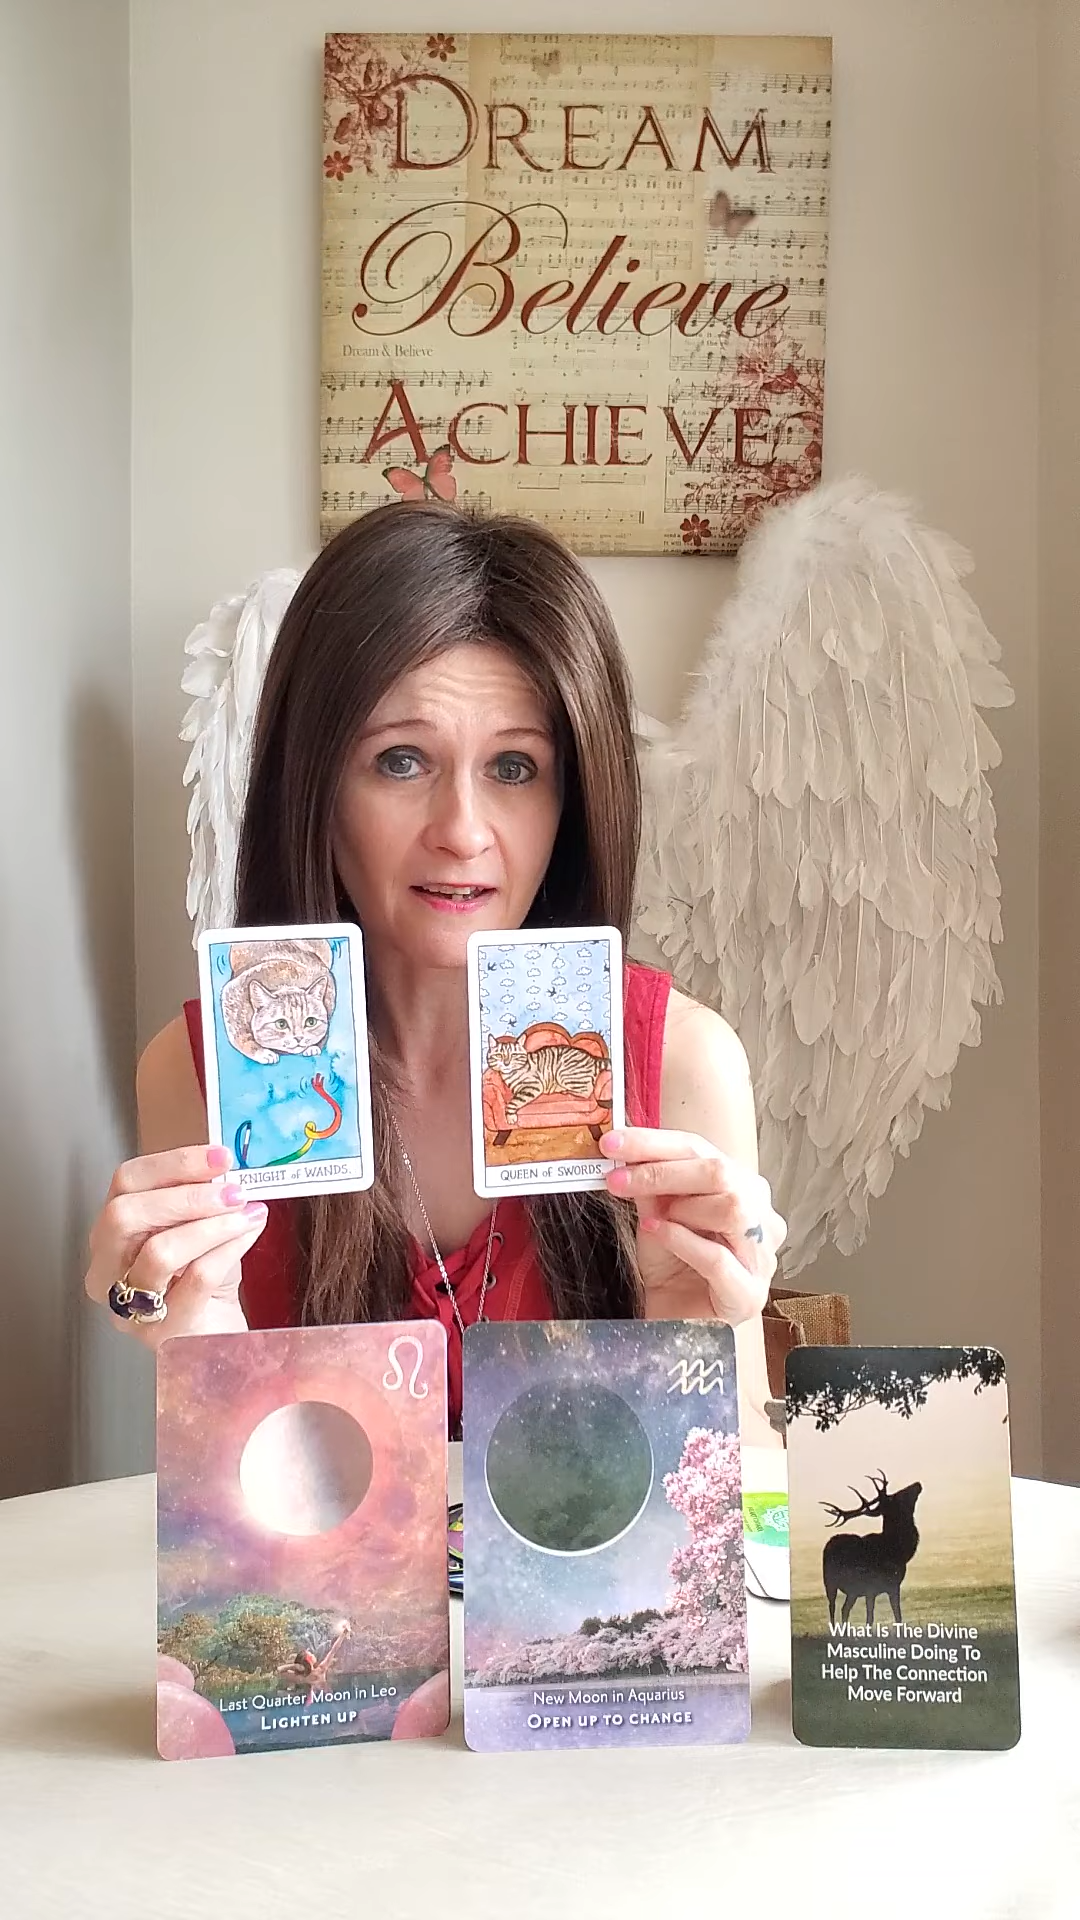 DREAM
Believe
Dream & Believe
ACHIEVE
KNIGHT of WANDS.
QUEEN of SWORDS.
Last Quarter Moon in Leo
LIGHTEN UP
New Moon in Aquarius
OPEN UP TO CHANGE
What Is The Divine
Masculine Doing To
Help The Connection
Move Forward